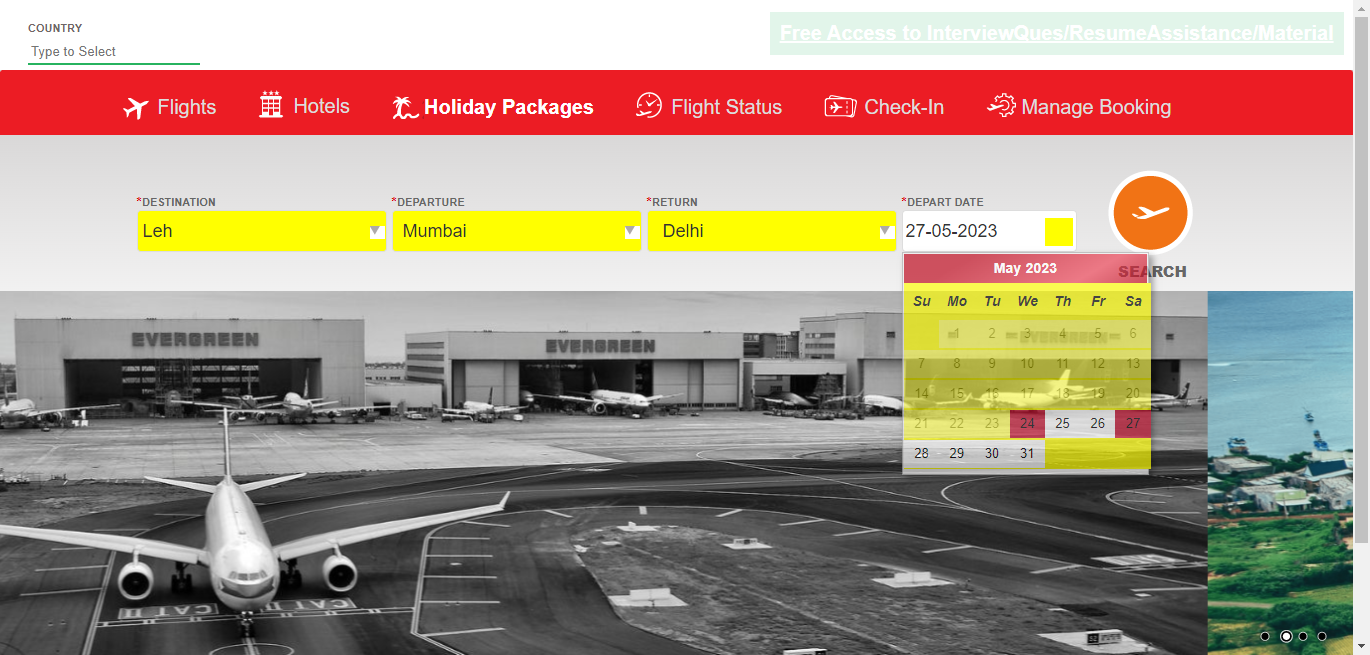 COUNTRY
Type to Select
Free Access to InterviewQues/ResumeAssistance/Material
Flights
Hotels
Holiday Packages
Flight Status
Check-In
Manage Booking
*DESTINATION
Leh
*DEPARTURE
Mumbai
*RETURN
Delhi
*DEPART DATE
27-05-2023
SEARCH
May 2023
Su Mo Tu We Th Fr Sa
1 2 3 4 5 6
7 8 9 10 11 12 13
14 15 16 17 18 19 20
21 22 23 24 25 26 27
28 29 30 31
EVERGREEN
EVERGREEN
EVERGREEN
CAT II
CAT II